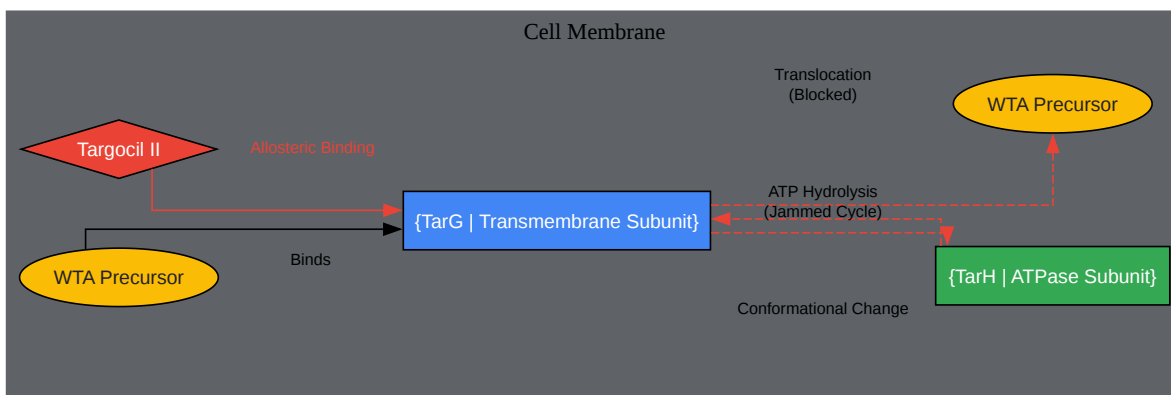 Cell Membrane
Translocation
(Blocked)
WTA Precursor
Targocil II
Allosteric Binding
ATP Hydrolysis
(Jammed Cycle)
{TarG | Transmembrane Subunit}
Binds
WTA Precursor
{TarH | ATPase Subunit}
Conformational Change